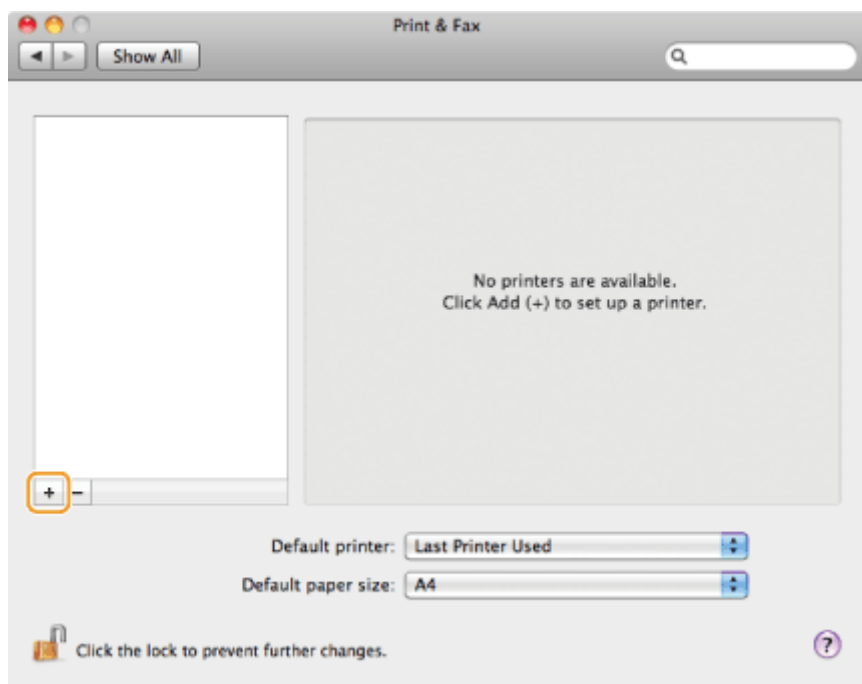 Print & Fax
Show All
No printers are available.
Click Add (+) to set up a printer.
+ −
Default printer: Last Printer Used
Default paper size: A4
Click the lock to prevent further changes.
?